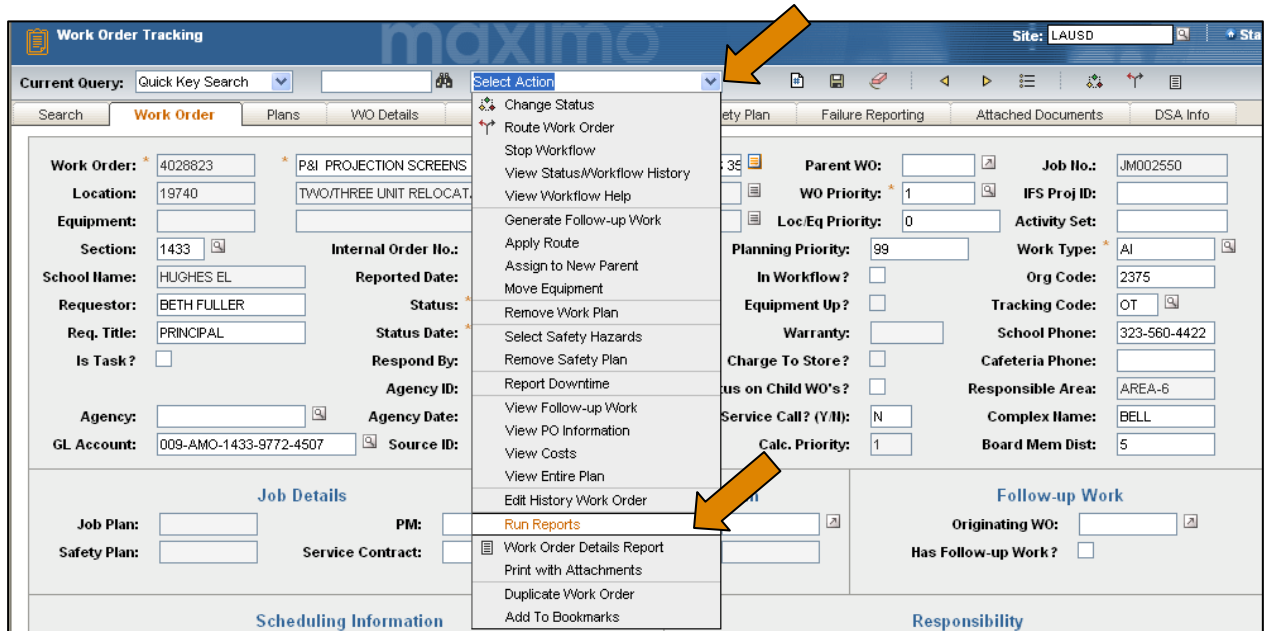 Work Order Tracking maximo Site: LAUSD Sta
Current Query: Quick Key Search Select Action
Search Work Order Plans WO Details ety Plan Failure Reporting Attached Documents DSA Info
Change Status
Route Work Order
Stop Workflow
View Status/Workflow History
View Workflow Help
Generate Follow-up Work
Apply Route
Assign to New Parent
Move Equipment
Remove Work Plan
Select Safety Hazards
Remove Safety Plan
Report Downtime
View Follow-up Work
View PO Information
View Costs
View Entire Plan
Edit History Work Order
Run Reports
Work Order Details Report
Print with Attachments
Duplicate Work Order
Add To Bookmarks
Work Order: * 4028823 * P&I PROJECTION SCREENS 35 Parent WO: Job No.: JM002550
Location: 19740 TWO/THREE UNIT RELOCAT WO Priority: * 1 IFS Proj ID:
Equipment: Loc/Eq Priority: 0 Activity Set:
Section: 1433 Internal Order No.: Planning Priority: 99 Work Type: * AI
School Name: HUGHES EL Reported Date: In Workflow? Org Code: 2375
Requestor: BETH FULLER Status: * Equipment Up? Tracking Code: OT
Req. Title: PRINCIPAL Status Date: * Warranty: School Phone: 323-560-4422
Is Task? Respond By: Charge To Store? Cafeteria Phone:
Agency ID: tus on Child WO's? Responsible Area: AREA-6
Agency: Agency Date: Service Call? (Y/N): N Complex Name: BELL
GL Account: 009-AMO-1433-9772-4507 Source ID: Calc. Priority: 1 Board Mem Dist: 5
Job Details Follow-up Work
Job Plan: PM: Originating WO:
Safety Plan: Service Contract: Has Follow-up Work?
Scheduling Information Responsibility